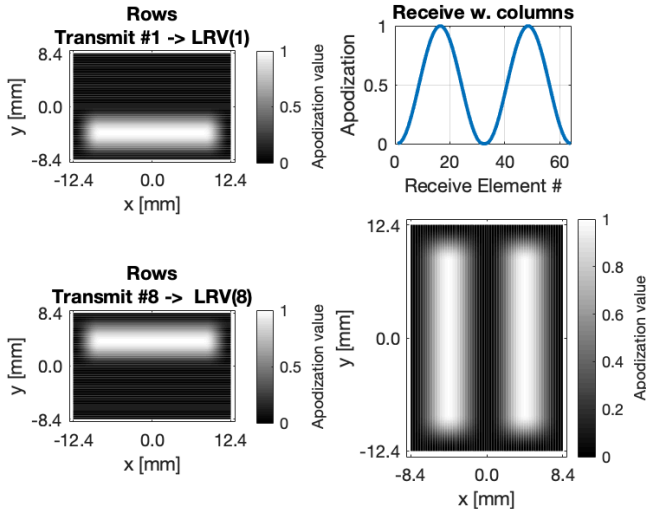 Rows
Transmit #1 -> LRV(1)
8.4
0.0
-8.4
y [mm]
-12.4 0.0 12.4
x [mm]
1
0.5
0
Apodization value
Receive w. columns
1
0.5
0
Apodization
0 20 40 60
Receive Element #
Rows
Transmit #8 -> LRV(8)
8.4
0.0
-8.4
y [mm]
-12.4 0.0 12.4
x [mm]
1
0.5
0
Apodization value
12.4
0.0
-12.4
y [mm]
-8.4 0.0 8.4
x [mm]
1
0.8
0.6
0.4
0.2
0
Apodization value